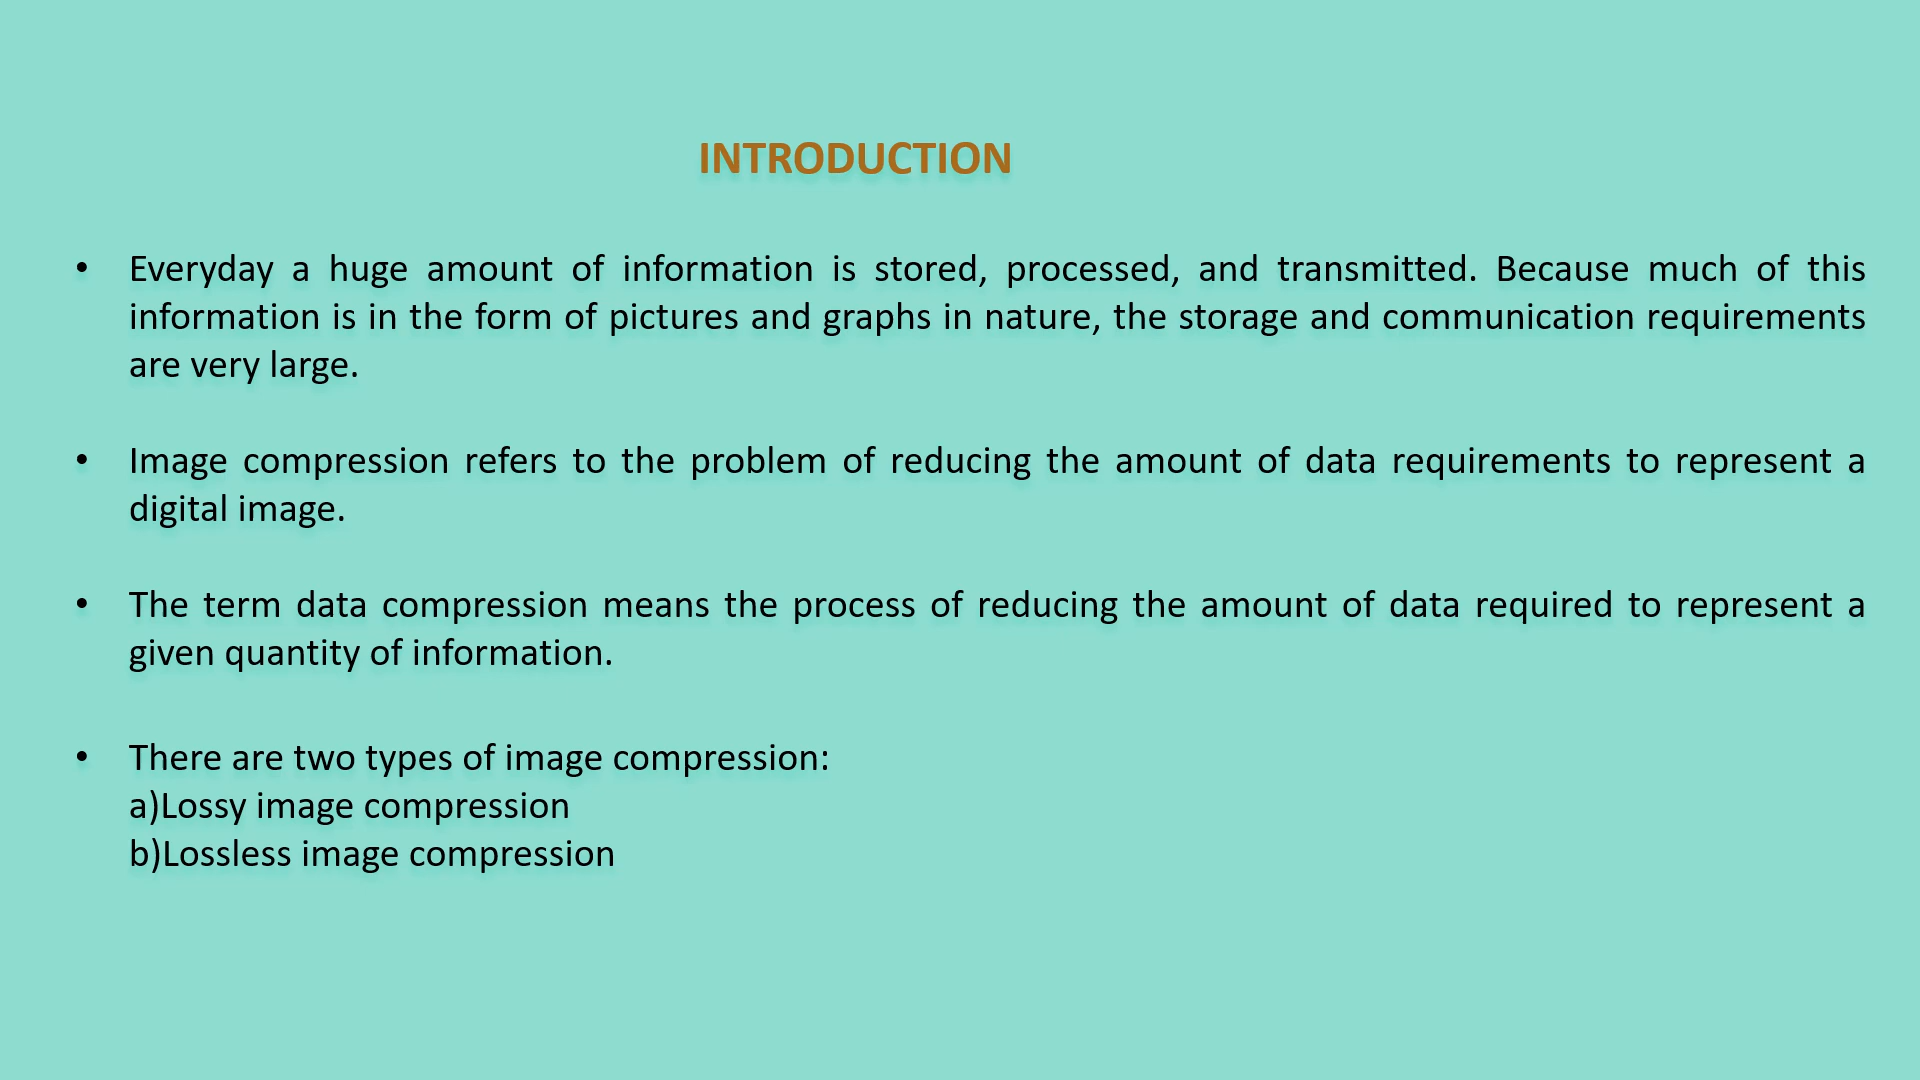 INTRODUCTION
• Everyday a huge amount of information is stored, processed, and transmitted. Because much of this
information is in the form of pictures and graphs in nature, the storage and communication requirements
are very large.
• Image compression refers to the problem of reducing the amount of data requirements to represent a
digital image.
• The term data compression means the process of reducing the amount of data required to represent a
given quantity of information.
• There are two types of image compression:
a)Lossy image compression
b)Lossless image compression